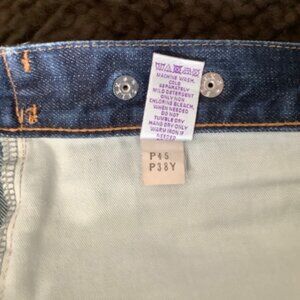 MACHINE WASH
COLD
SEPARATELY
MILD DETERGENT
ONLY NON
CHLORINE BLEACH,
WHEN NEEDED
DO NOT
TUMBLE DRY
HAND DRY ONLY
WARM IRON IF
NEEDED
P45
P38Y